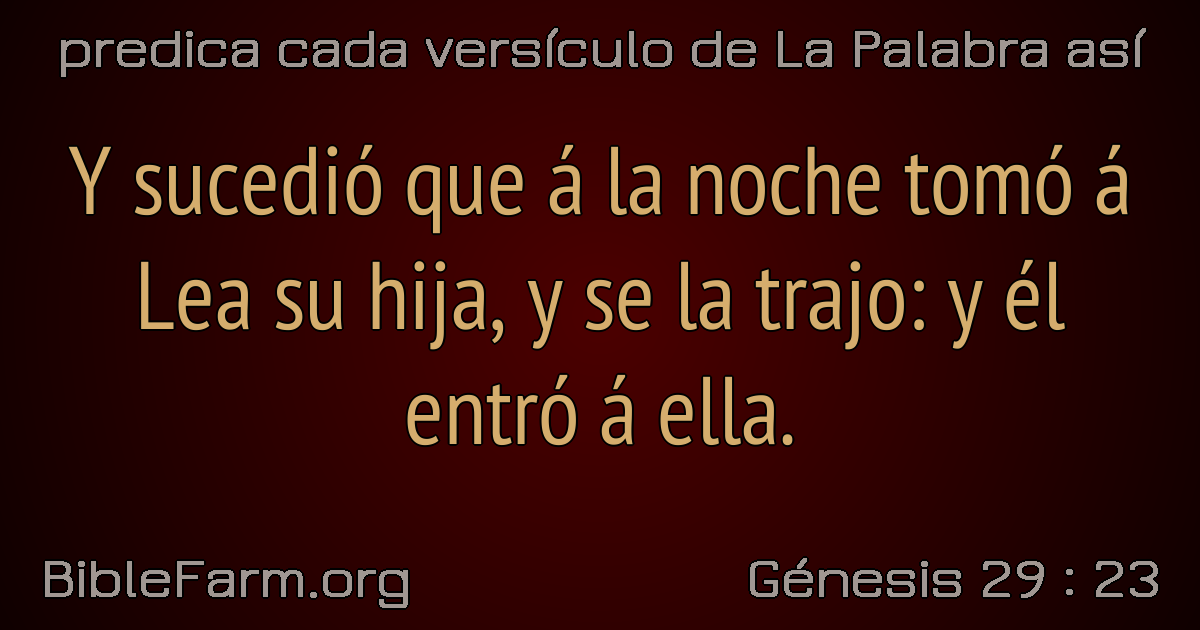 predica cada versículo de La Palabra así
Y sucedió que á la noche tomó á
Lea su hija, y se la trajo: y él
entró á ella.
BibleFarm.org
Génesis 29 : 23